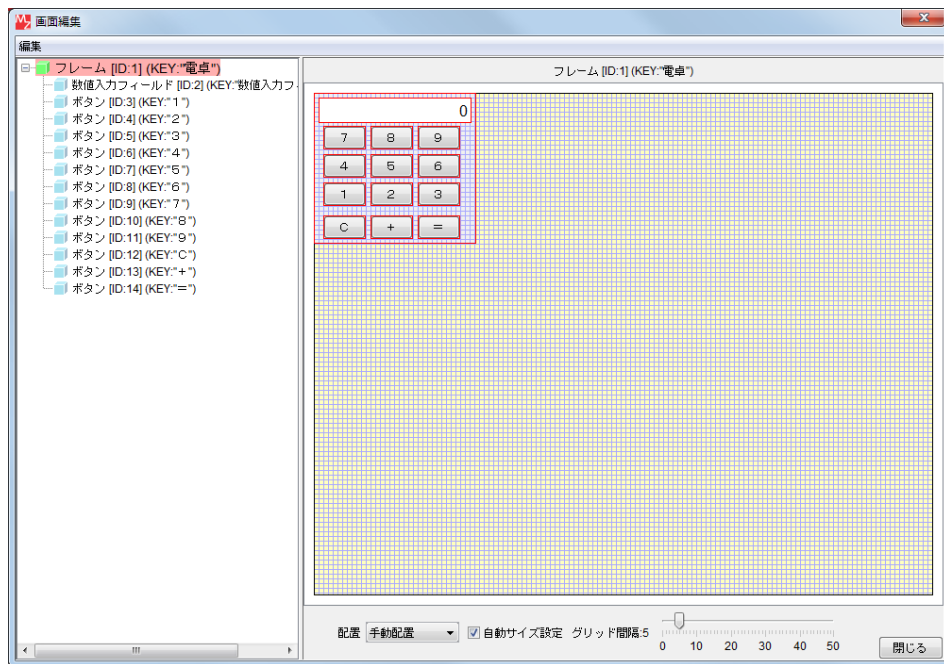 画面編集
編集
フレーム [ID:1] (KEY:"電卓")
数値入力フィールド [ID:2] (KEY:"数値入力フ
ボタン [ID:3] (KEY:"１")
ボタン [ID:4] (KEY:"２")
ボタン [ID:5] (KEY:"３")
ボタン [ID:6] (KEY:"４")
ボタン [ID:7] (KEY:"５")
ボタン [ID:8] (KEY:"６")
ボタン [ID:9] (KEY:"７")
ボタン [ID:10] (KEY:"８")
ボタン [ID:11] (KEY:"９")
ボタン [ID:12] (KEY:"Ｃ")
ボタン [ID:13] (KEY:"＋")
ボタン [ID:14] (KEY:"＝")
フレーム [ID:1] (KEY:"電卓")
0
７ ８ ９
４ ５ ６
１ ２ ３
Ｃ ＋ ＝
配置 手動配置 自動サイズ設定 グリッド間隔:5
0 10 20 30 40 50
閉じる